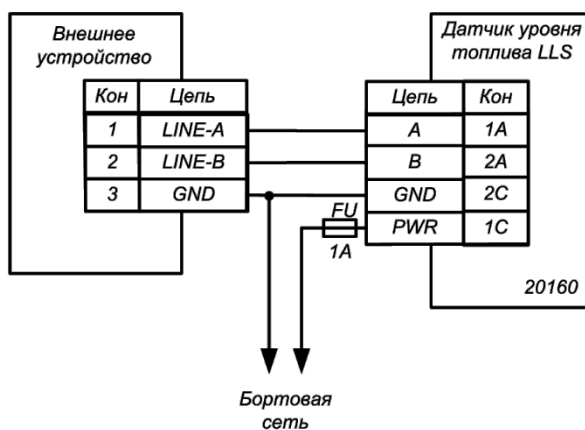 Внешнее
устройство
Датчик уровня
топлива LLS
Кон Цепь
1 LINE-A
2 LINE-B
3 GND
Цепь Кон
A 1A
B 2A
GND 2C
PWR 1C
FU
1A
20160
Бортовая
сеть